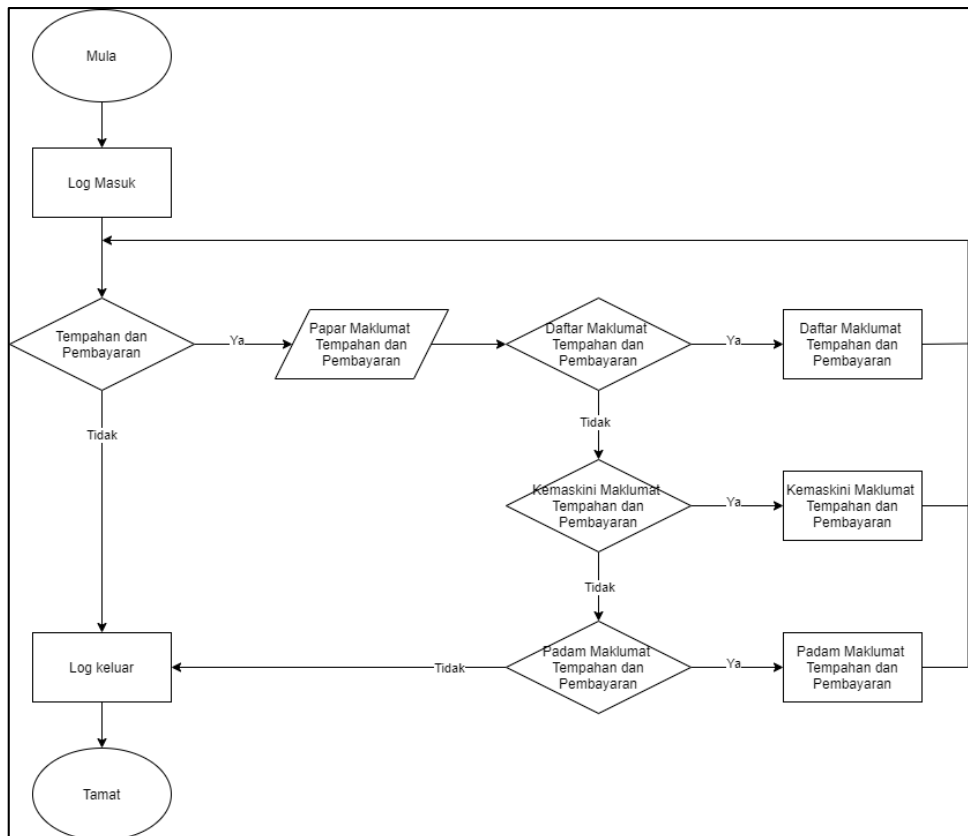 Mula
Log Masuk
Tempahan dan
Pembayaran
Ya
Papar Maklumat
Tempahan dan
Pembayaran
Daftar Maklumat
Tempahan dan
Pembayaran
Ya
Daftar Maklumat
Tempahan dan
Pembayaran
Tidak
Tidak
Kemaskini Maklumat
Tempahan dan
Pembayaran
Ya
Kemaskini Maklumat
Tempahan dan
Pembayaran
Tidak
Log keluar
Tidak
Padam Maklumat
Tempahan dan
Pembayaran
Ya
Padam Maklumat
Tempahan dan
Pembayaran
Tamat